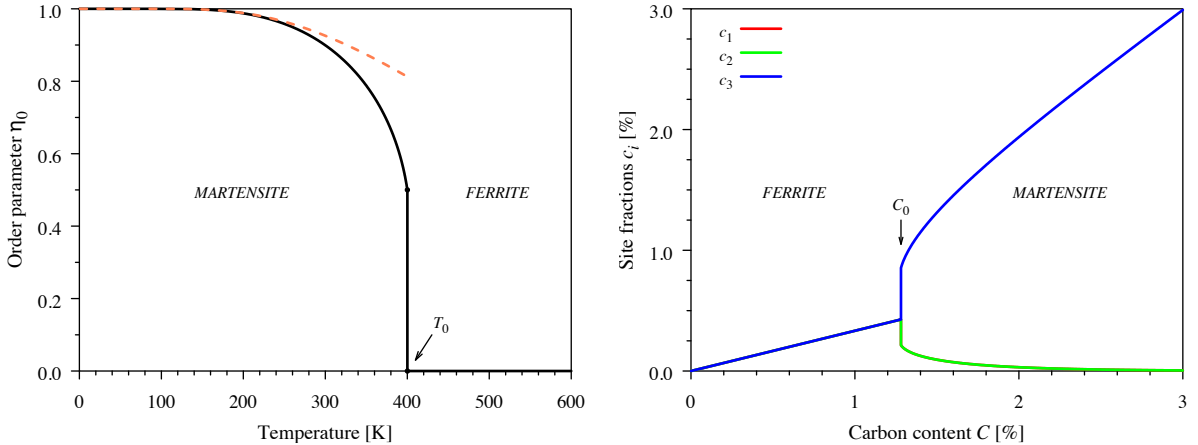 Order parameter η0
1.0
0.8
0.6
0.4
0.2
0.0
MARTENSITE
FERRITE
T0
0 100 200 300 400 500 600
Temperature [K]
Site fractions ci [%]
3.0
2.0
1.0
0.0
c1
c2
c3
FERRITE
MARTENSITE
C0
0 1 2 3
Carbon content C [%]